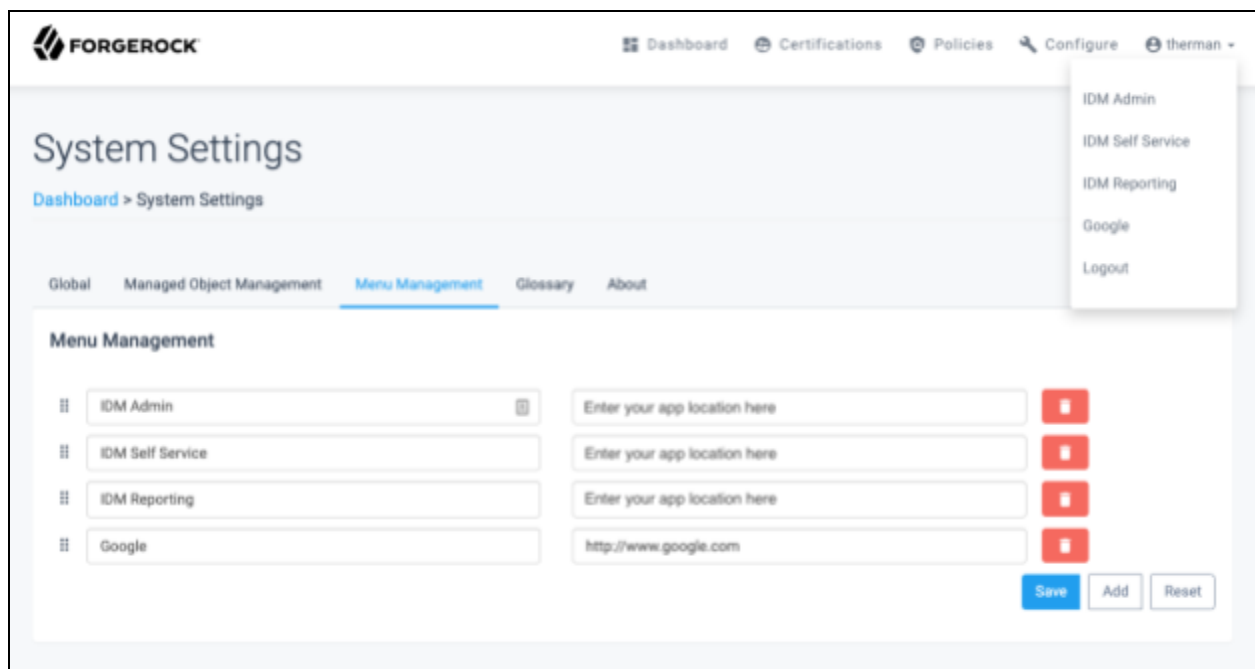 FORGEROCK
Dashboard Certifications Policies Configure therman
IDM Admin
IDM Self Service
IDM Reporting
Google
Logout
System Settings
Dashboard > System Settings
Global Managed Object Management Menu Management Glossary About
Menu Management
IDM Admin Enter your app location here
IDM Self Service Enter your app location here
IDM Reporting Enter your app location here
Google http://www.google.com
Save Add Reset